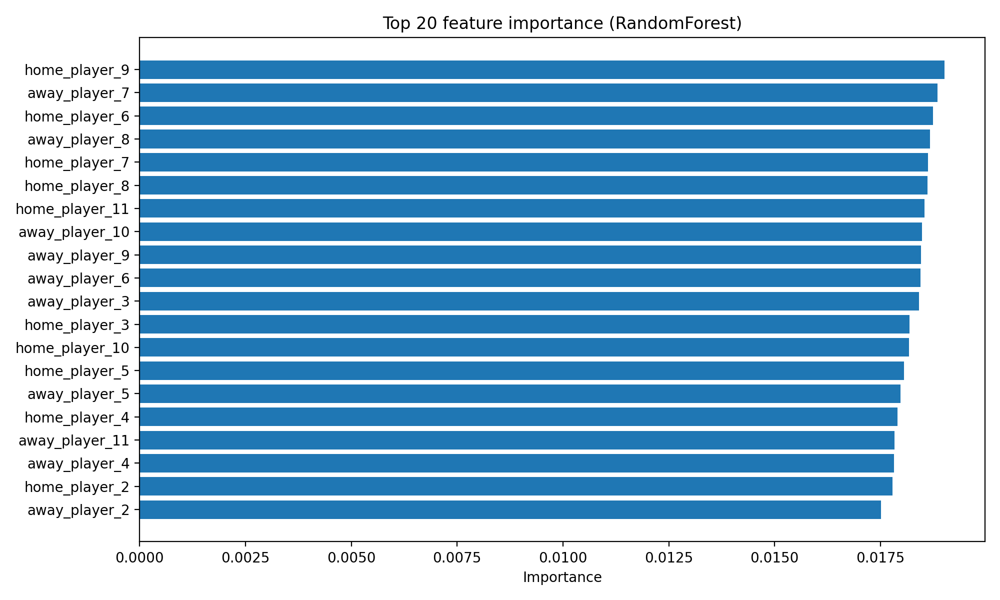 Top 20 feature importance (RandomForest)
home_player_9
away_player_7
home_player_6
away_player_8
home_player_7
home_player_8
home_player_11
away_player_10
away_player_9
away_player_6
away_player_3
home_player_3
home_player_10
home_player_5
away_player_5
home_player_4
away_player_11
away_player_4
home_player_2
away_player_2
0.0000 0.0025 0.0050 0.0075 0.0100 0.0125 0.0150 0.0175
Importance